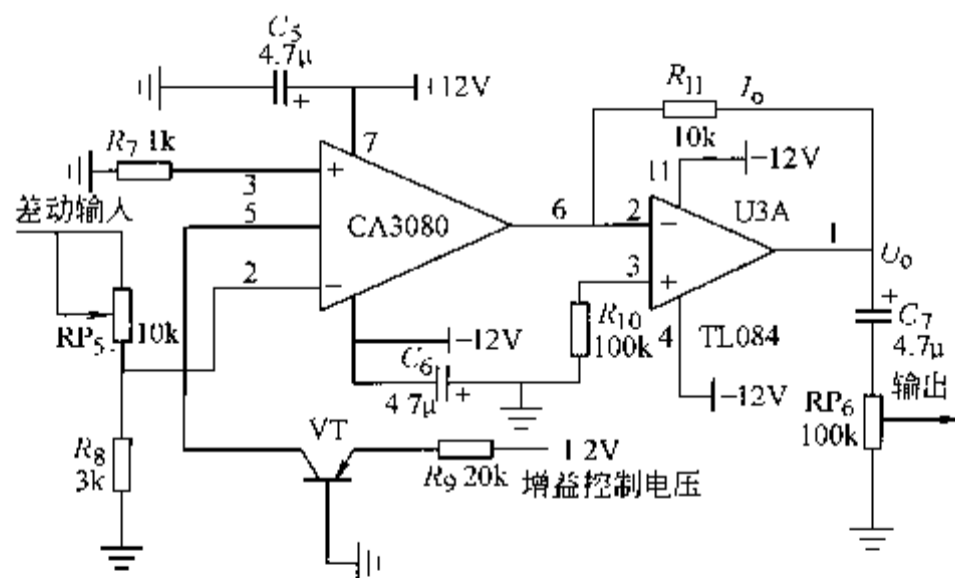 C5
4.7μ
+12V
R11
Io
10k
R7 1k
7
+
3
差动输入
5
CA3080
6
2
−
RP5
10k
−12V
C6
4.7μ
+
11
−12V
U3A
2
−
3
+
1
Uo
4
TL084
−12V
R10
100k
+
C7
4.7μ
输出
RP6
100k
R8
3k
VT
R9 20k
12V
增益控制电压